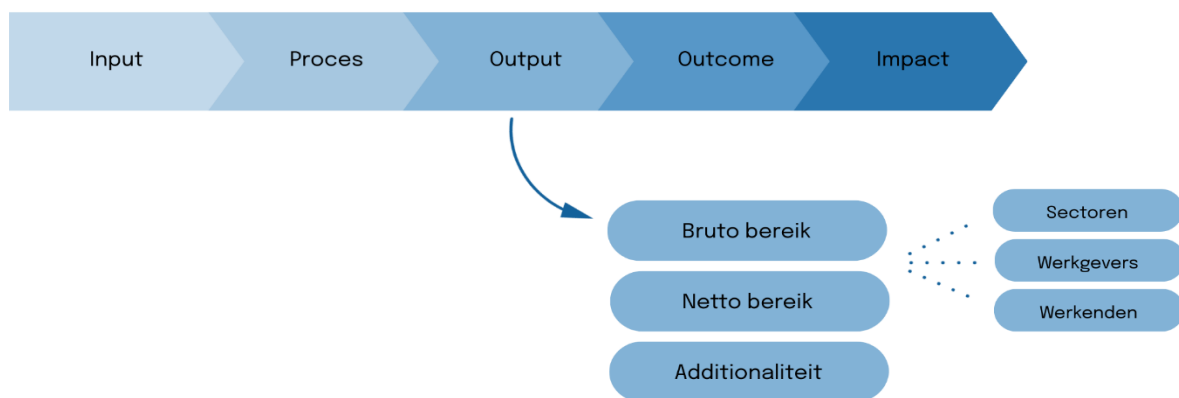 Input
Proces
Output
Outcome
Impact
Bruto bereik
Netto bereik
Additionaliteit
Sectoren
Werkgevers
Werkenden